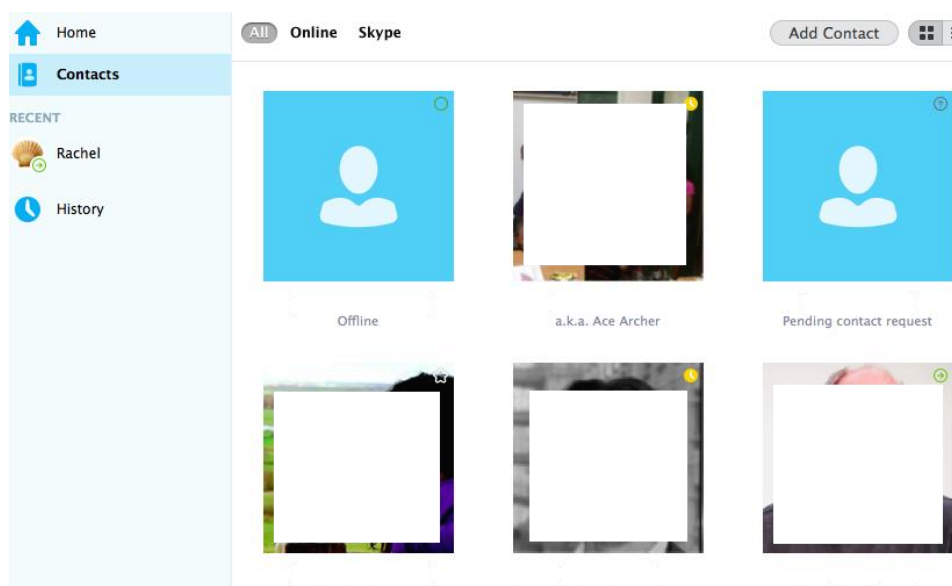 Home
All Online Skype
Add Contact
Contacts
RECENT
Rachel
History
Offline
a.k.a. Ace Archer
Pending contact request